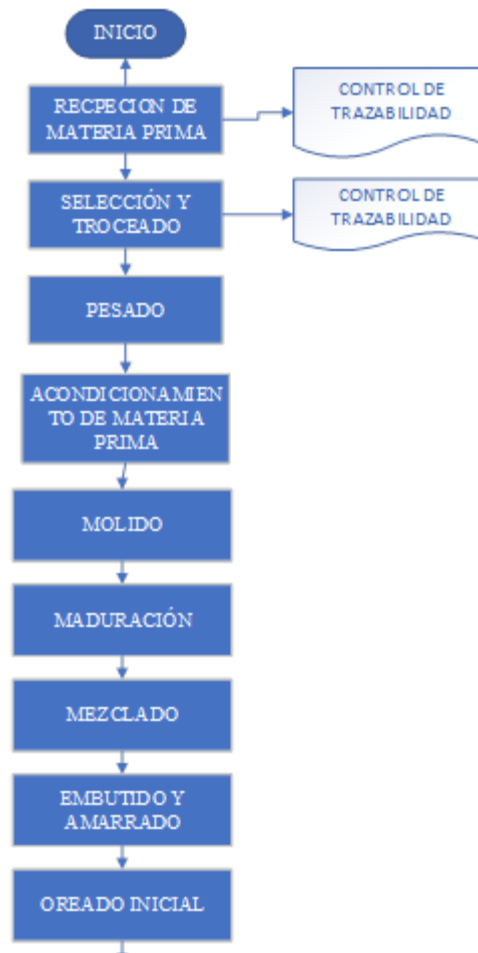 INICIO
RECPECION DE
MATERIA PRIMA
CONTROL DE
TRAZABILIDAD
SELECCIÓN Y
TROCEADO
CONTROL DE
TRAZABILIDAD
PESADO
ACONDICIONAMIEN
TO DE MATERIA
PRIMA
MOLIDO
MADURACIÓN
MEZCLADO
EMBUTIDO Y
AMARRADO
OREADO INICIAL